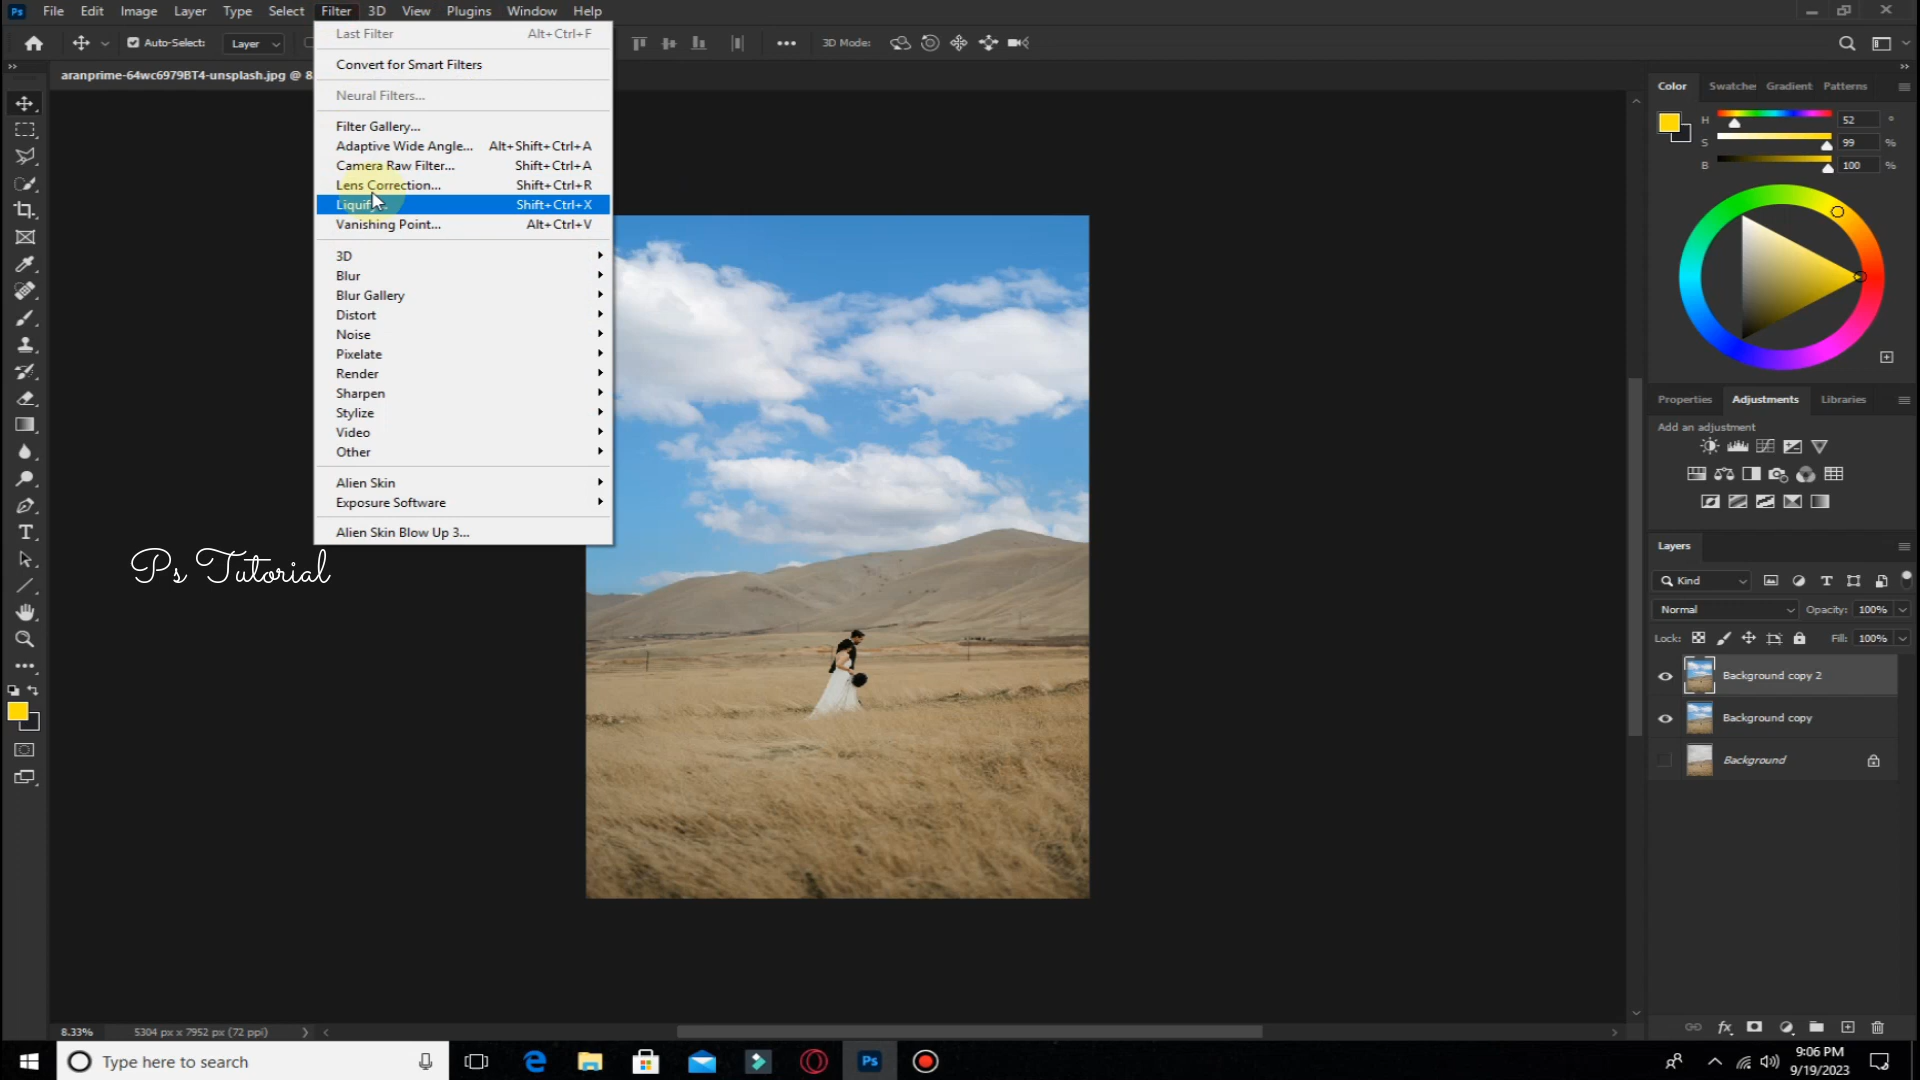 Ps File Edit Image Layer Type Select Filter 3D View Plugins Window Help
Auto-Select: Layer 3D Mode:
aranprime-64wc6979BT4-unsplash.jpg @ 8
Last Filter Alt+Ctrl+F
Convert for Smart Filters
Neural Filters...
Filter Gallery...
Adaptive Wide Angle... Alt+Shift+Ctrl+A
Camera Raw Filter... Shift+Ctrl+A
Lens Correction... Shift+Ctrl+R
Liquify... Shift+Ctrl+X
Vanishing Point... Alt+Ctrl+V
3D
Blur
Blur Gallery
Distort
Noise
Pixelate
Render
Sharpen
Stylize
Video
Other
Alien Skin
Exposure Software
Alien Skin Blow Up 3...
Ps Tutorial
Color Swatche Gradient Patterns
H 52 °
S 99 %
B 100 %
Properties Adjustments Libraries
Add an adjustment
Layers
Kind
Normal Opacity: 100%
Lock: Fill: 100%
Background copy 2
Background copy
Background
8.33% 5304 px x 7952 px (72 ppi)
Type here to search
Ps
9:06 PM
9/19/2023